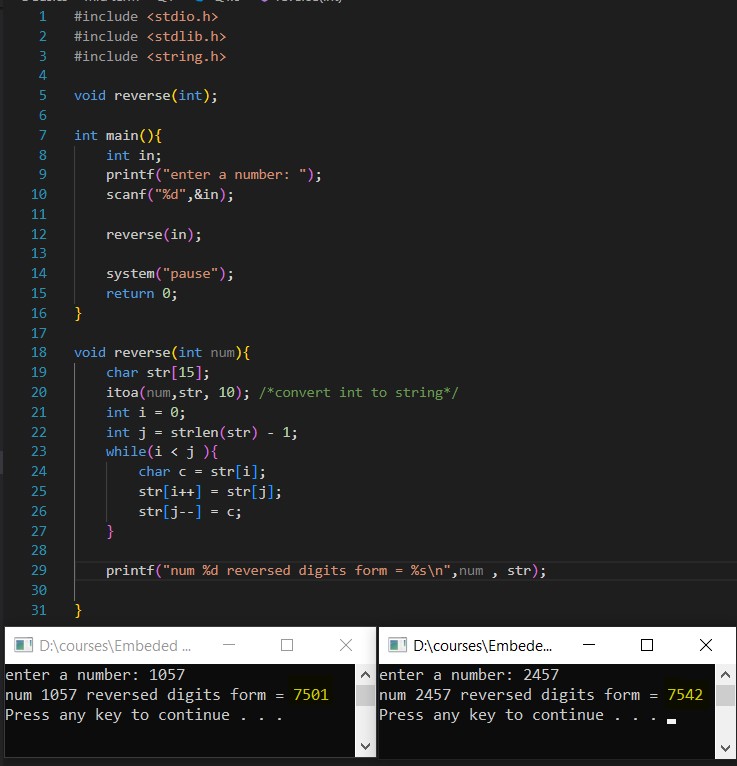 1 #include <stdio.h>
2 #include <stdlib.h>
3 #include <string.h>
4
5 void reverse(int);
6
7 int main(){
8 int in;
9 printf("enter a number: ");
10 scanf("%d",&in);
11
12 reverse(in);
13
14 system("pause");
15 return 0;
16 }
17
18 void reverse(int num){
19 char str[15];
20 itoa(num,str, 10); /*convert int to string*/
21 int i = 0;
22 int j = strlen(str) - 1;
23 while(i < j ){
24 char c = str[i];
25 str[i++] = str[j];
26 str[j--] = c;
27 }
28
29 printf("num %d reversed digits form = %s\n",num , str);
30
31 }
D:\courses\Embeded ...
enter a number: 1057
num 1057 reversed digits form = 7501
Press any key to continue . . .
D:\courses\Embede...
enter a number: 2457
num 2457 reversed digits form = 7542
Press any key to continue . . .